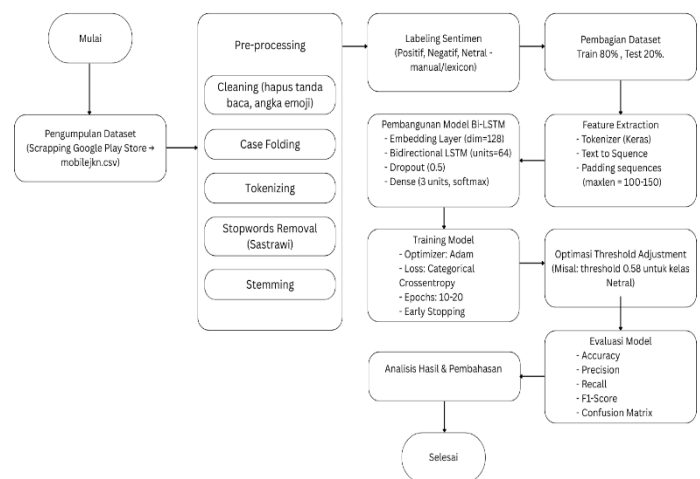 Mulai
Pengumpulan Dataset
(Scrapping Google Play Store →
mobilejkn.csv)
Pre-processing
Cleaning (hapus tanda
baca, angka emoji)
Case Folding
Tokenizing
Stopwords Removal
(Sastrawi)
Stemming
Labeling Sentimen
(Positif, Negatif, Netral -
manual/lexicon)
Pembagian Dataset
Train 80% , Test 20%.
Feature Extraction
- Tokenizer (Keras)
- Text to Squence
- Padding sequences
(maxlen = 100-150)
Pembangunan Model Bi-LSTM
- Embedding Layer (dim=128)
- Bidirectional LSTM (units=64)
- Dropout (0.5)
- Dense (3 units, softmax)
Training Model
- Optimizer: Adam
- Loss: Categorical
Crossentropy
- Epochs: 10-20
- Early Stopping
Optimasi Threshold Adjustment
(Misal: threshold 0.58 untuk kelas
Netral)
Evaluasi Model
- Accuracy
- Precision
- Recall
- F1-Score
- Confusion Matrix
Analisis Hasil & Pembahasan
Selesai